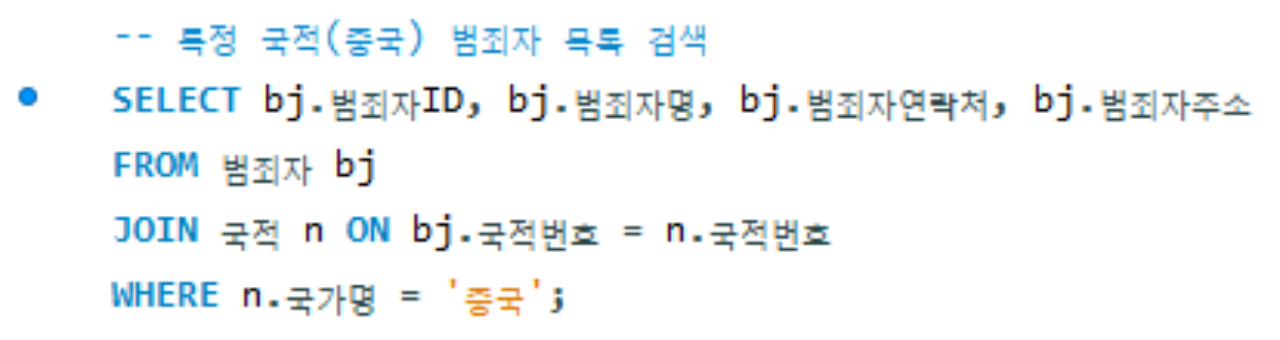 -- 특정 국적(중국) 범죄자 목록 검색
SELECT bj.범죄자ID, bj.범죄자명, bj.범죄자연락처, bj.범죄자주소
FROM 범죄자 bj
JOIN 국적 n ON bj.국적번호 = n.국적번호
WHERE n.국가명 = '중국';